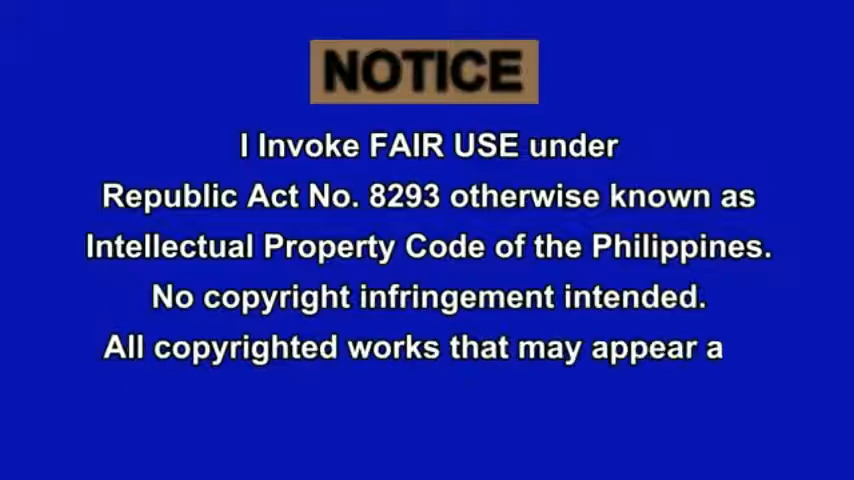 NOTICE
I Invoke FAIR USE under
Republic Act No. 8293 otherwise known as
Intellectual Property Code of the Philippines.
No copyright infringement intended.
All copyrighted works that may appear a